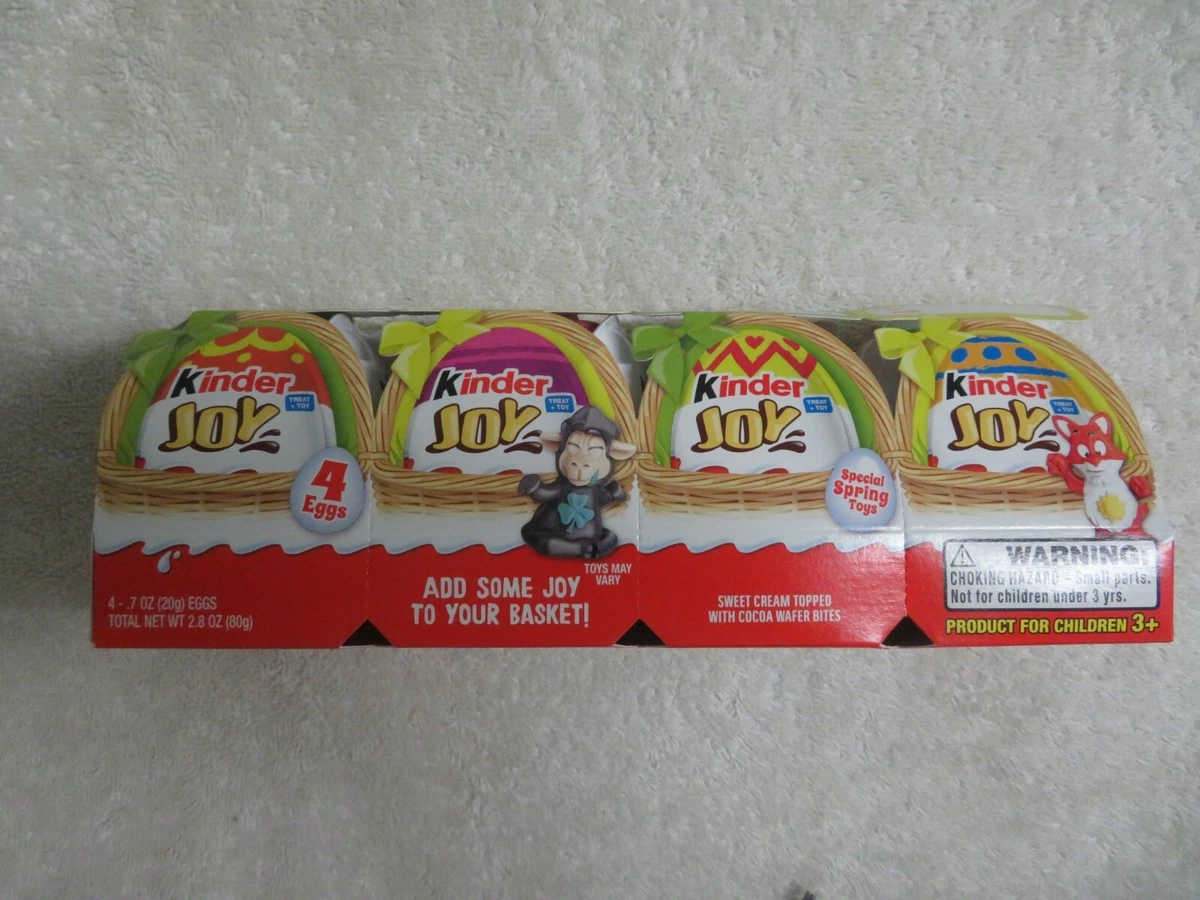 Kinder
JOY
TREAT
+ TOY
4
Eggs
4 - .7 OZ (20g) EGGS
TOTAL NET WT 2.8 OZ (80g)
Kinder
JOY
TREAT
+ TOY
TOYS MAY
VARY
ADD SOME JOY
TO YOUR BASKET!
Kinder
JOY
TREAT
+ TOY
Special
Spring
Toys
SWEET CREAM TOPPED
WITH COCOA WAFER BITES
Kinder
JOY
TREAT
+ TOY
WARNING:
CHOKING HAZARD - Small parts.
Not for children under 3 yrs.
PRODUCT FOR CHILDREN 3+